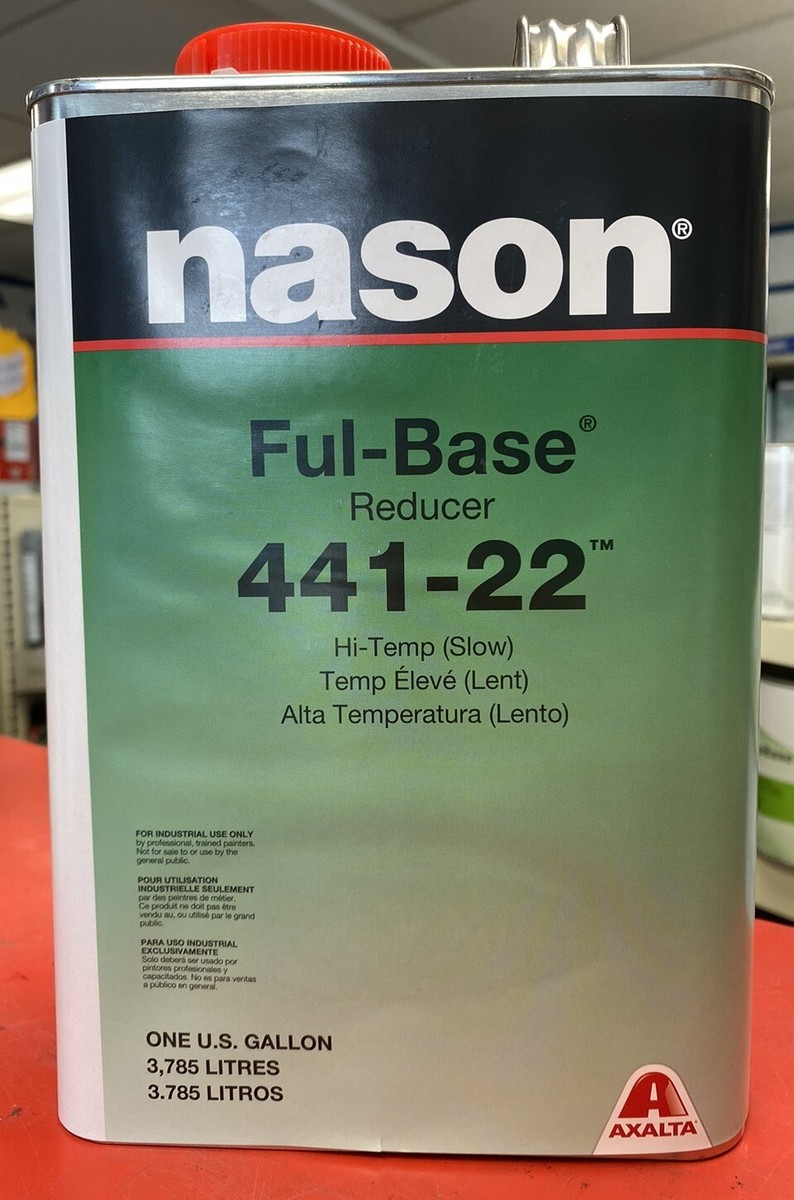 nason®
Ful-Base®
Reducer
441-22™
Hi-Temp (Slow)
Temp Élevé (Lent)
Alta Temperatura (Lento)
FOR INDUSTRIAL USE ONLY
by professional, trained painters.
Not for sale to or use by the
general public.
POUR UTILISATION
INDUSTRIELLE SEULEMENT
par des peintres de métier.
Ce produit ne doit pas être
vendu au, ou utilisé par le grand
public.
PARA USO INDUSTRIAL
EXCLUSIVAMENTE
Solo deberá ser usado por
pintores profesionales y
capacitados. No es para ventas
a público en general.
ONE U.S. GALLON
3,785 LITRES
3.785 LITROS
A
AXALTA